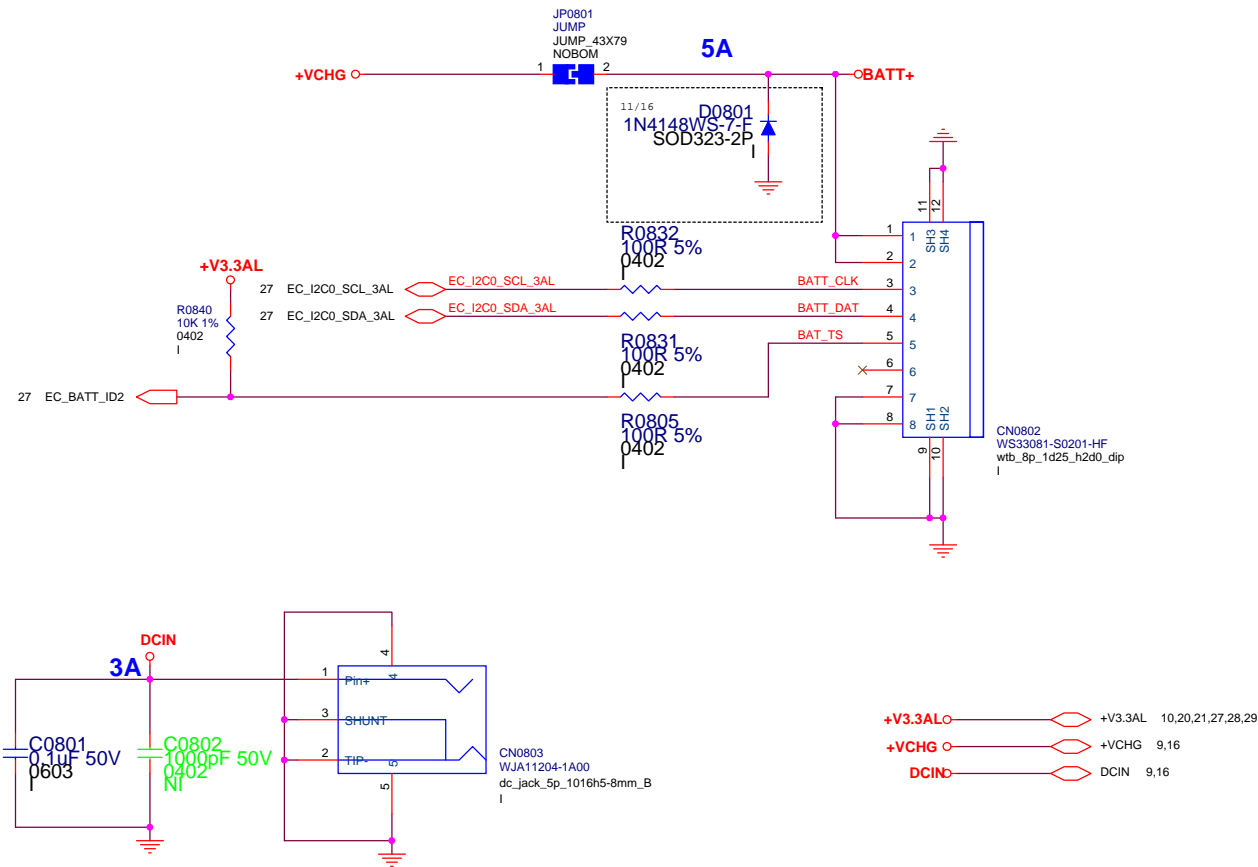 JP0801
JUMP
JUMP_43X79
NOBOM
5A
+VCHG
1
2
BATT+
11/16
D0801
1N4148WS-7-F
SOD323-2P
I
11
12
SH3
SH4
R0832
100R 5%
0402
I
1
1
2
2
+V3.3AL
27 EC_I2C0_SCL_3AL
EC_I2C0_SCL_3AL
BATT_CLK
3
3
27 EC_I2C0_SDA_3AL
EC_I2C0_SDA_3AL
BATT_DAT
4
4
R0840
10K 1%
0402
I
R0831
100R 5%
0402
I
BAT_TS
5
5
6
6
27 EC_BATT_ID2
7
7
8
8
SH1
SH2
9
10
R0805
100R 5%
0402
I
CN0802
WS33081-S0201-HF
wtb_8p_1d25_h2d0_dip
I
DCIN
3A
4
4
1
Pin+
3
SHUNT
2
TIP-
5
5
C0801
0.1uF 50V
0603
I
C0802
1000pF 50V
0402
NI
CN0803
WJA11204-1A00
dc_jack_5p_1016h5-8mm_B
I
+V3.3AL
+V3.3AL 10,20,21,27,28,29
+VCHG
+VCHG 9,16
DCIN
DCIN 9,16